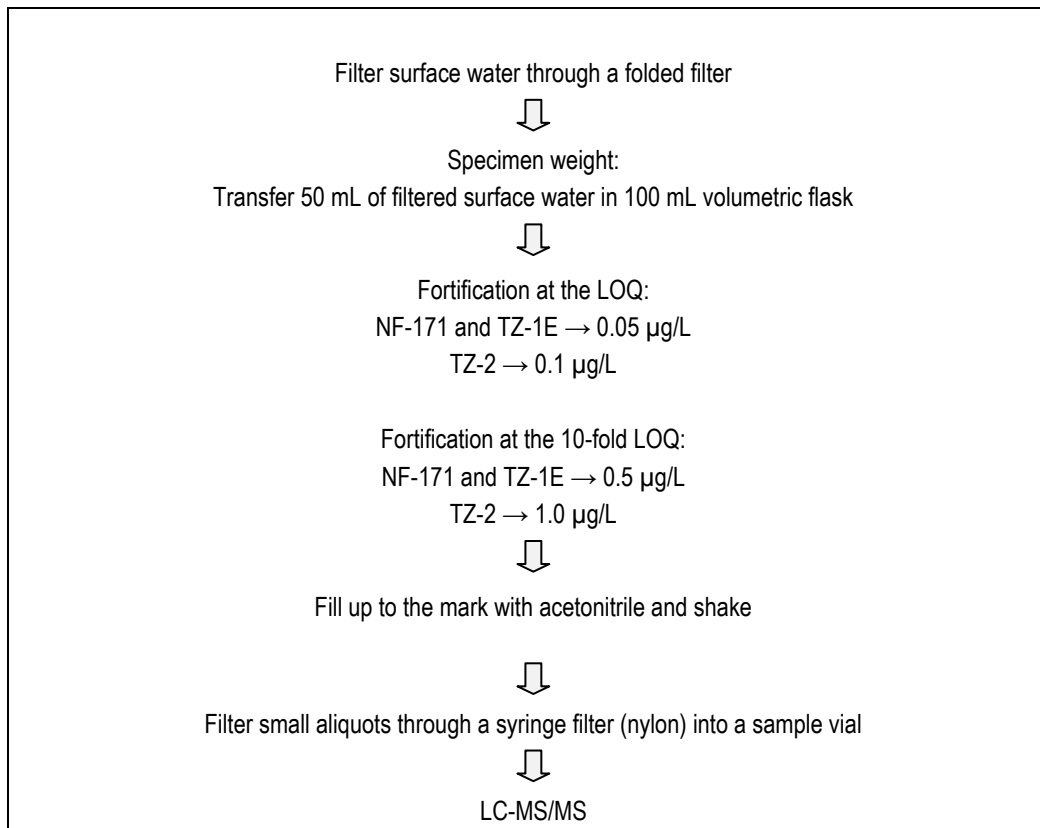 Filter surface water through a folded filter
Specimen weight:
Transfer 50 mL of filtered surface water in 100 mL volumetric flask
Fortification at the LOQ:
NF-171 and TZ-1E → 0.05 µg/L
TZ-2 → 0.1 µg/L
Fortification at the 10-fold LOQ:
NF-171 and TZ-1E → 0.5 µg/L
TZ-2 → 1.0 µg/L
Fill up to the mark with acetonitrile and shake
Filter small aliquots through a syringe filter (nylon) into a sample vial
LC-MS/MS